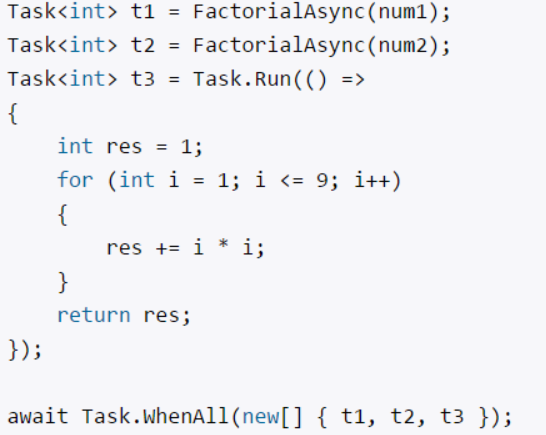 Task<int> t1 = FactorialAsync(num1);
Task<int> t2 = FactorialAsync(num2);
Task<int> t3 = Task.Run(() =>
{
    int res = 1;
    for (int i = 1; i <= 9; i++)
    {
        res += i * i;
    }
    return res;
});

await Task.WhenAll(new[] { t1, t2, t3 });